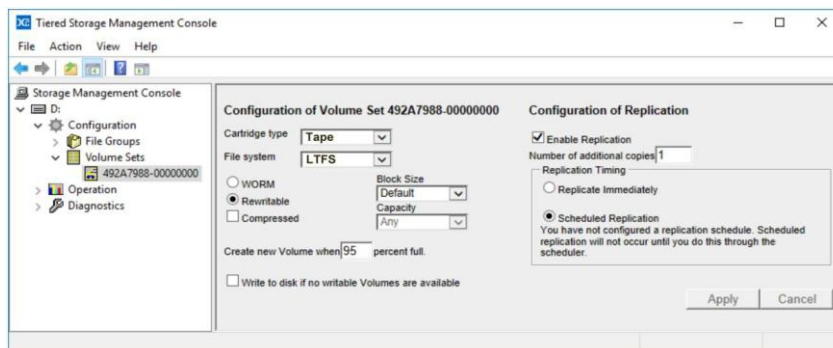 Tiered Storage Management Console
File Action View Help
Storage Management Console
D:
Configuration
File Groups
Volume Sets
492A7988-00000000
Operation
Diagnostics
Configuration of Volume Set 492A7988-00000000
Cartridge type Tape
File system LTFS
WORM
Rewritable
Compressed
Block Size
Default
Capacity
Any
Create new Volume when 95 percent full.
Write to disk if no writable Volumes are available
Configuration of Replication
Enable Replication
Number of additional copies 1
Replication Timing
Replicate Immediately
Scheduled Replication
You have not configured a replication schedule. Scheduled
replication will not occur until you do this through the
scheduler.
Apply Cancel